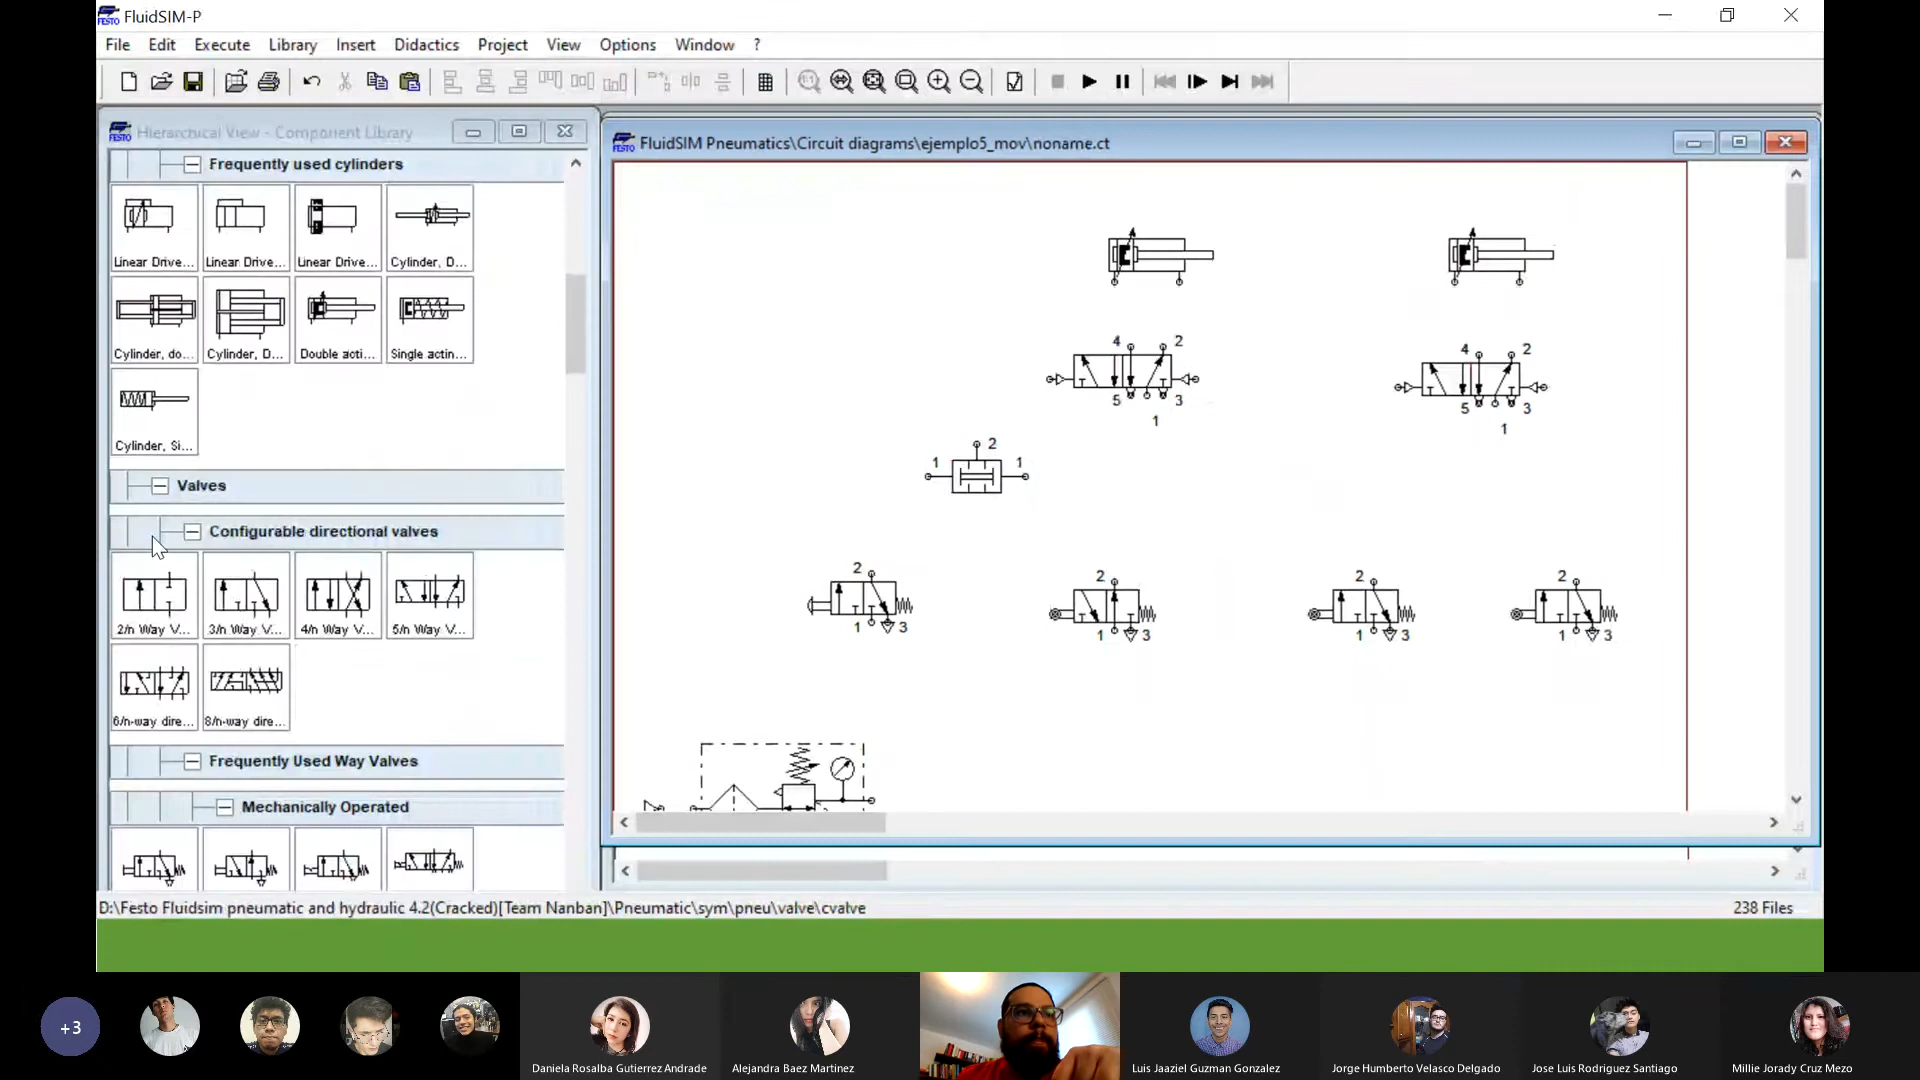 FluidSIM-P
File Edit Execute Library Insert Didactics Project View Options Window ?
FESTO Hierarchical View - Component Library
Frequently used cylinders
Linear Drive... Linear Drive... Linear Drive... Cylinder, D...
Cylinder, do... Cylinder, D... Double acti... Single actin...
Cylinder, Si...
Valves
Configurable directional valves
2/n Way V... 3/n Way V... 4/n Way V... 5/n Way V...
6/n-way dire... 8/n-way dire...
Frequently Used Way Valves
Mechanically Operated
FESTO FluidSIM Pneumatics\Circuit diagrams\ejemplo5_mov\noname.ct
4 2
5 3
1
4 2
5 3
1
2
1 1
2
1 3
2
1 3
2
1 3
2
1 3
D:\Festo Fluidsim pneumatic and hydraulic 4.2(Cracked)[Team Nanban]\Pneumatic\sym\pneu\valve\cvalve
238 Files
+3
Daniela Rosalba Gutierrez Andrade
Alejandra Baez Martinez
Luis Jaaziel Guzman Gonzalez
Jorge Humberto Velasco Delgado
Jose Luis Rodriguez Santiago
Millie Jorady Cruz Mezo